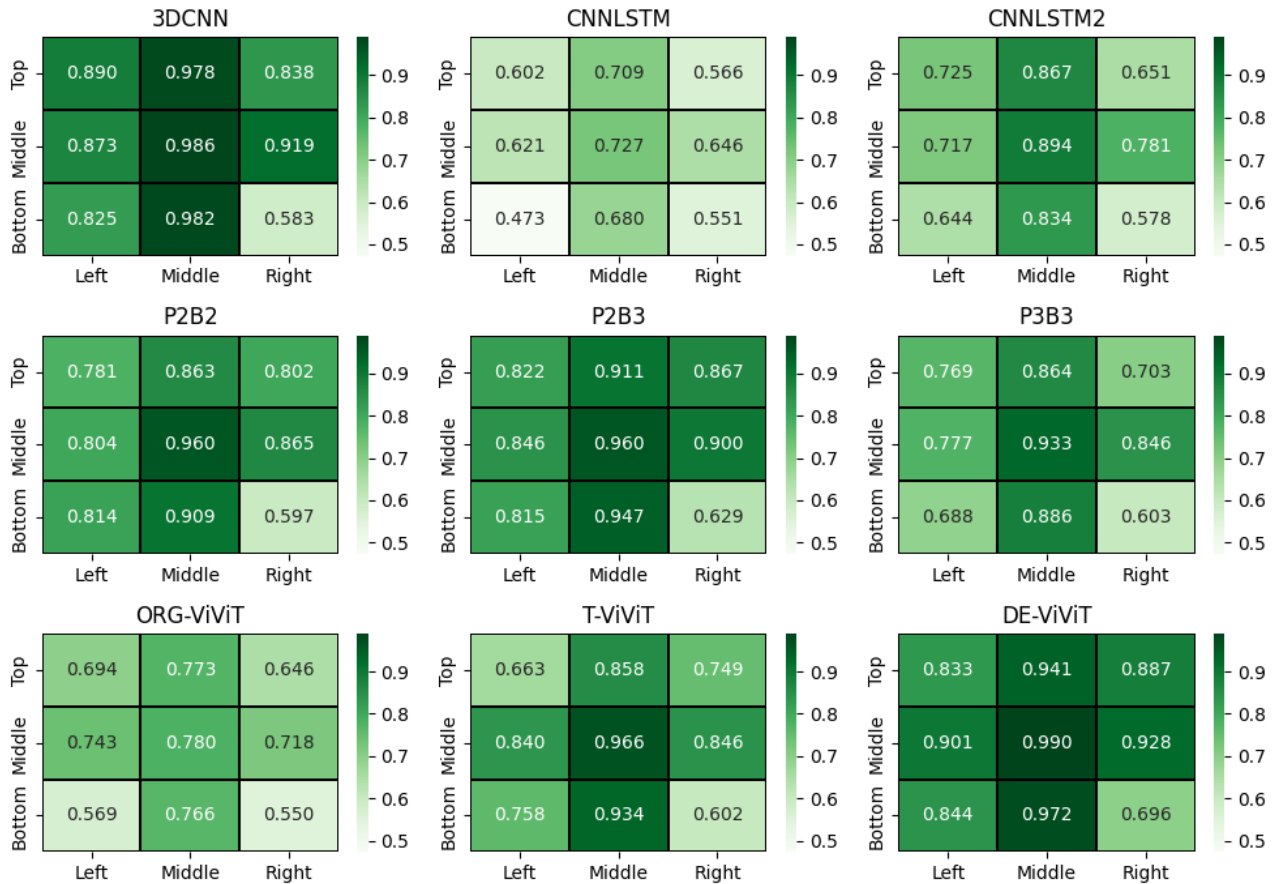 3DCNN
Top 0.890 0.978 0.838 0.9
0.8
Middle 0.873 0.986 0.919 0.7
0.6
Bottom 0.825 0.982 0.583 0.5
Left Middle Right
CNNLSTM
Top 0.602 0.709 0.566 0.9
0.8
Middle 0.621 0.727 0.646 0.7
0.6
Bottom 0.473 0.680 0.551 0.5
Left Middle Right
CNNLSTM2
Top 0.725 0.867 0.651 0.9
0.8
Middle 0.717 0.894 0.781 0.7
0.6
Bottom 0.644 0.834 0.578 0.5
Left Middle Right
P2B2
Top 0.781 0.863 0.802 0.9
0.8
Middle 0.804 0.960 0.865 0.7
0.6
Bottom 0.814 0.909 0.597 0.5
Left Middle Right
P2B3
Top 0.822 0.911 0.867 0.9
0.8
Middle 0.846 0.960 0.900 0.7
0.6
Bottom 0.815 0.947 0.629 0.5
Left Middle Right
P3B3
Top 0.769 0.864 0.703 0.9
0.8
Middle 0.777 0.933 0.846 0.7
0.6
Bottom 0.688 0.886 0.603 0.5
Left Middle Right
ORG-ViViT
Top 0.694 0.773 0.646 0.9
0.8
Middle 0.743 0.780 0.718 0.7
0.6
Bottom 0.569 0.766 0.550 0.5
Left Middle Right
T-ViViT
Top 0.663 0.858 0.749 0.9
0.8
Middle 0.840 0.966 0.846 0.7
0.6
Bottom 0.758 0.934 0.602 0.5
Left Middle Right
DE-ViViT
Top 0.833 0.941 0.887 0.9
0.8
Middle 0.901 0.990 0.928 0.7
0.6
Bottom 0.844 0.972 0.696 0.5
Left Middle Right